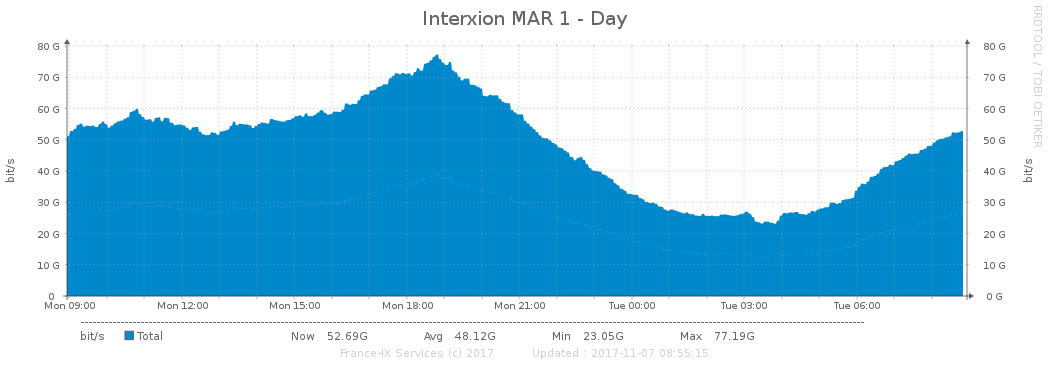 Interxion MAR 1 - Day
RRDTOOL / TOBI OETIKER
80 G 80 G
70 G 70 G
60 G 60 G
50 G 50 G
40 G 40 G
30 G 30 G
20 G 20 G
10 G 10 G
0 0 G
bit/s bit/s
Mon 09:00 Mon 12:00 Mon 15:00 Mon 18:00 Mon 21:00 Tue 00:00 Tue 03:00 Tue 06:00
bit/s Total Now 52.69G Avg 48.12G Min 23.05G Max 77.19G
France-IX Services (c) 2017 Updated : 2017-11-07 08:55:15